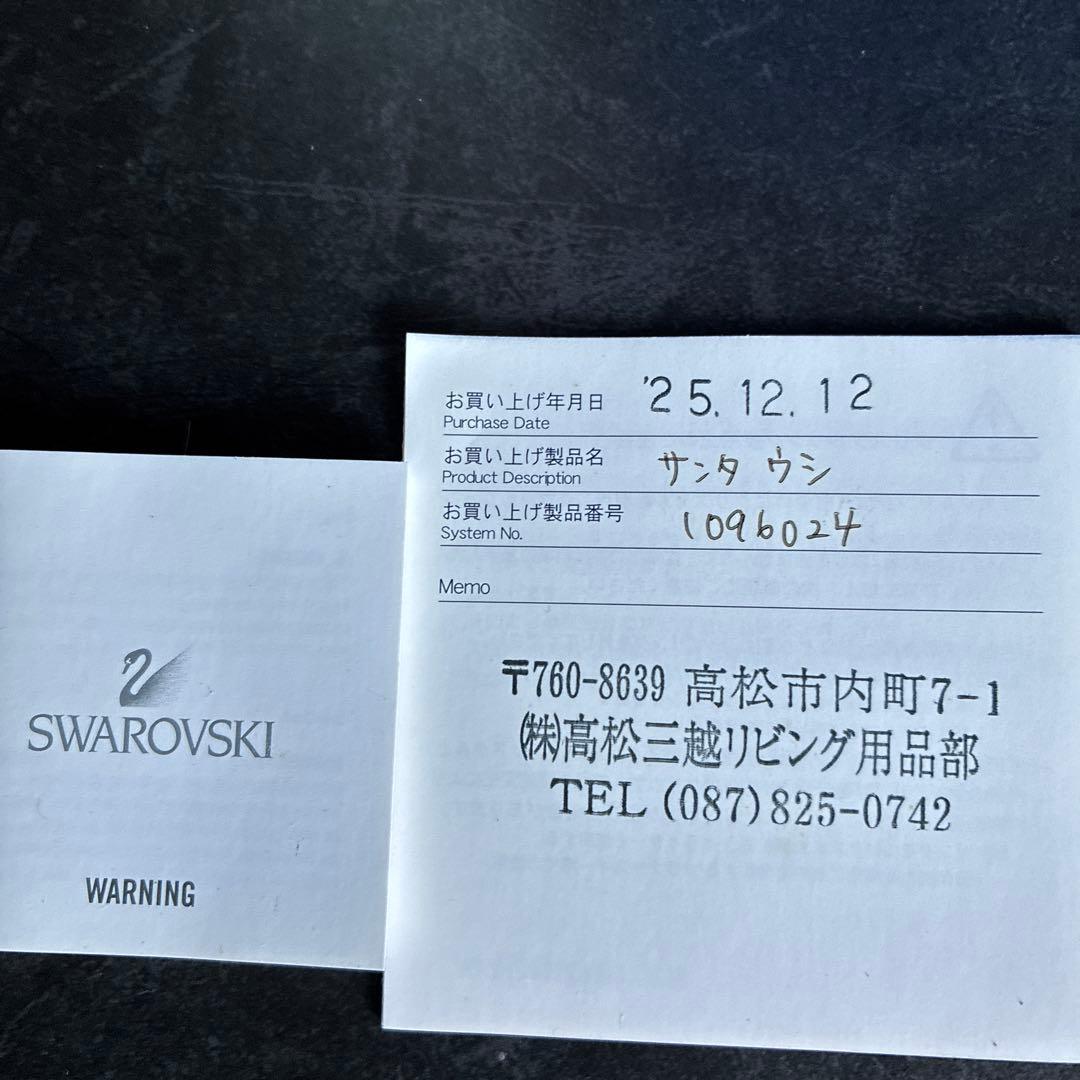 お買い上げ年月日 '25.12.12
Purchase Date
お買い上げ製品名 サンタ ウシ
Product Description
お買い上げ製品番号 1096024
System No.
Memo
〒760-8639 高松市内町7-1
㈱高松三越リビング用品部
TEL (087)825-0742
SWAROVSKI
WARNING